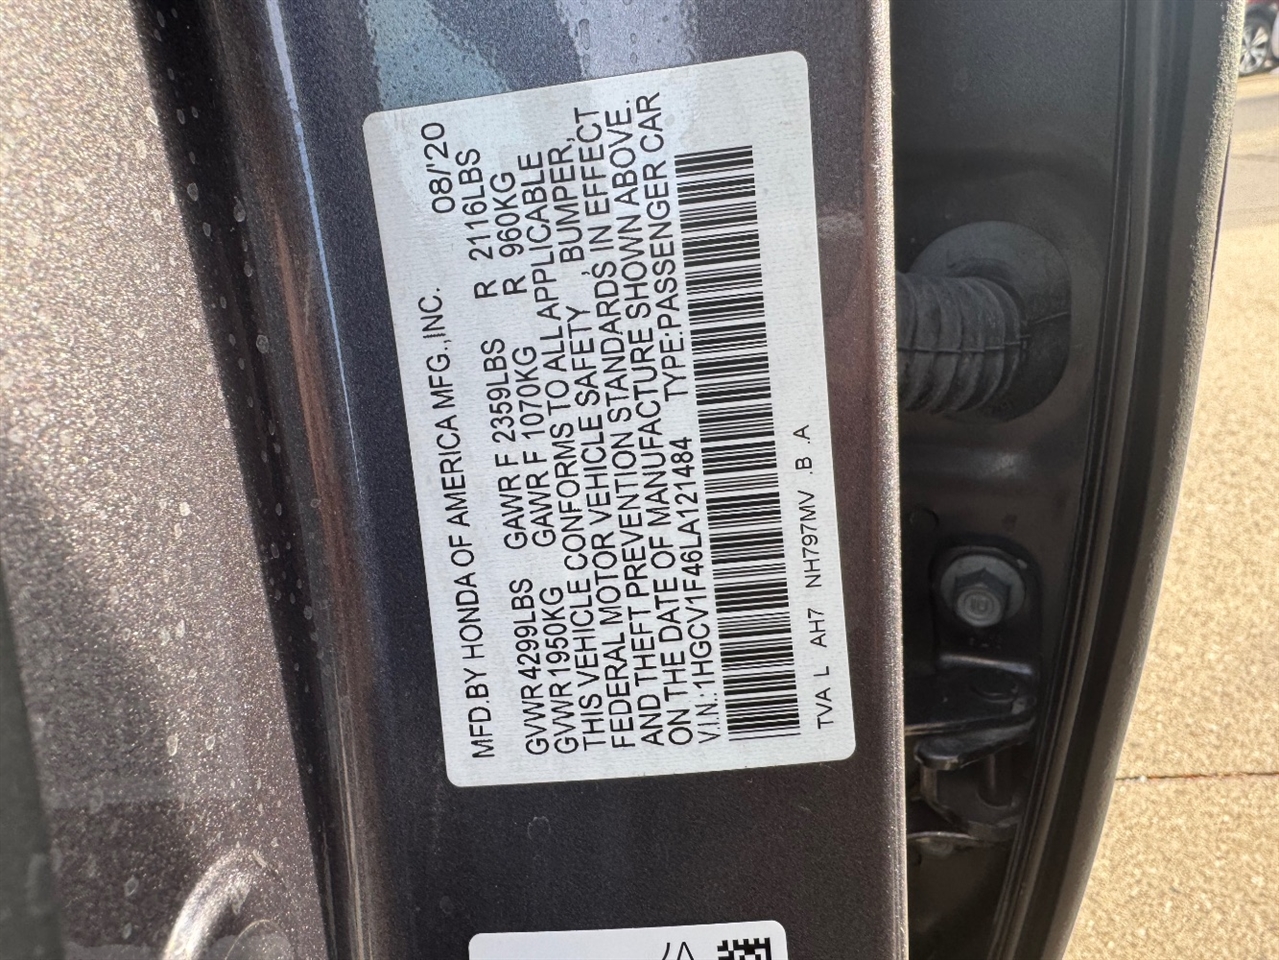 MFD.BY HONDA OF AMERICA MFG.,INC. 08/'20
GVWR4299LBS GAWR F 2359LBS R 2116LBS
GVWR1950KG GAWR F 1070KG R 960KG
THIS VEHICLE CONFORMS TO ALL APPLICABLE
FEDERAL MOTOR VEHICLE SAFETY, BUMPER,
AND THEFT PREVENTION STANDARDS, IN EFFECT
ON THE DATE OF MANUFACTURE SHOWN ABOVE.
V.I.N.:1HGCV1F46LA121484 TYPE:PASSENGER CAR
TVA L AH7 NH797MV .B .A